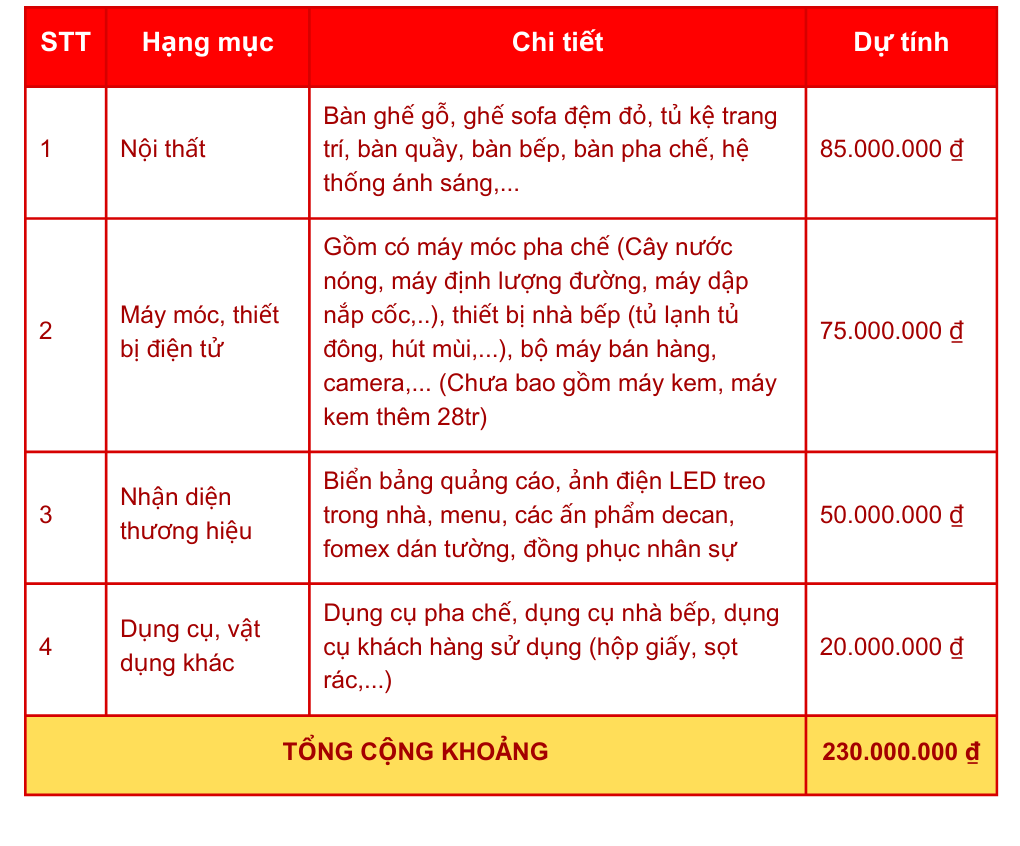 STT Hạng mục Chi tiết Dự tính
1 Nội thất Bàn ghế gỗ, ghế sofa đệm đỏ, tủ kệ trang
trí, bàn quầy, bàn bếp, bàn pha chế, hệ
thống ánh sáng,...
85.000.000 ₫
2 Máy móc, thiết
bị điện tử
Gồm có máy móc pha chế (Cây nước
nóng, máy định lượng đường, máy dập
nắp cốc,..), thiết bị nhà bếp (tủ lạnh tủ
đông, hút mùi,...), bộ máy bán hàng,
camera,... (Chưa bao gồm máy kem, máy
kem thêm 28tr)
75.000.000 ₫
3 Nhận diện
thương hiệu
Biển bảng quảng cáo, ảnh điện LED treo
trong nhà, menu, các ấn phẩm decan,
fomex dán tường, đồng phục nhân sự
50.000.000 ₫
4 Dụng cụ, vật
dụng khác
Dụng cụ pha chế, dụng cụ nhà bếp, dụng
cụ khách hàng sử dụng (hộp giấy, sọt
rác,...)
20.000.000 ₫
TỔNG CỘNG KHOẢNG 230.000.000 ₫